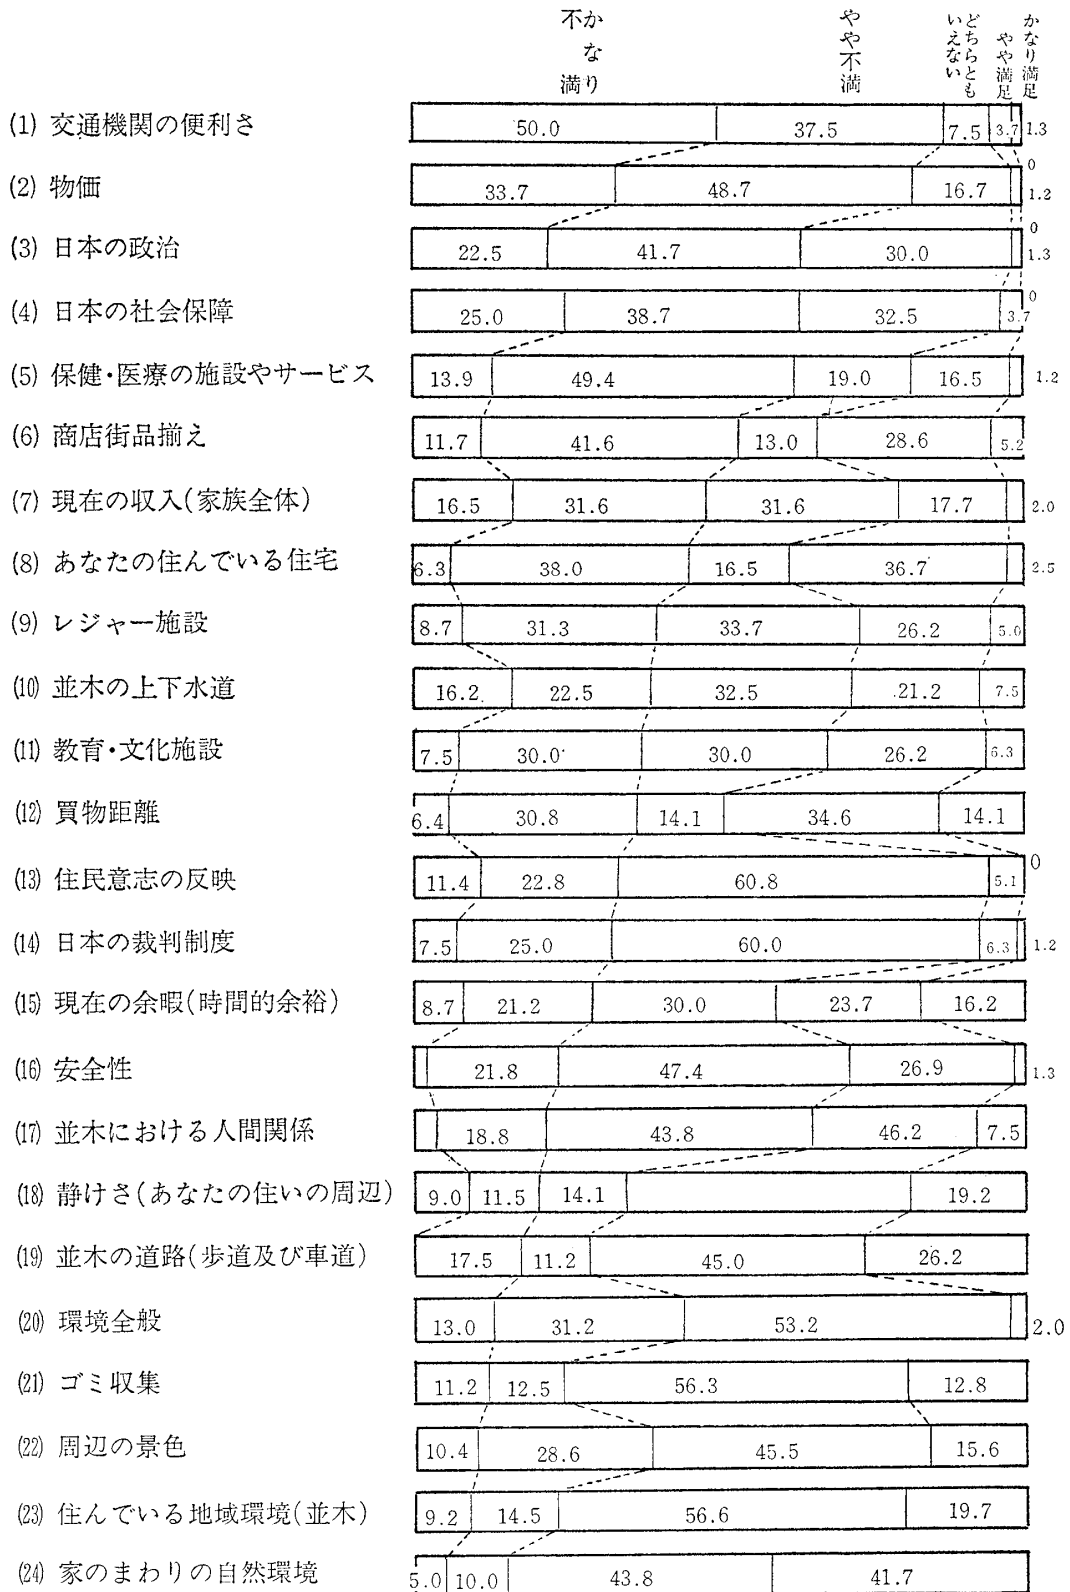 かなり不満 やや不満 どちらともいえない やや満足 かなり満足
(1) 交通機関の便利さ 50.0 37.5 7.5 3.7 1.3
(2) 物価 33.7 48.7 16.7 0 1.2
(3) 日本の政治 22.5 41.7 30.0 0 1.3
(4) 日本の社会保障 25.0 38.7 32.5 3.7 0
(5) 保健・医療の施設やサービス 13.9 49.4 19.0 16.5 1.2
(6) 商店街品揃え 11.7 41.6 13.0 28.6 5.2
(7) 現在の収入(家族全体) 16.5 31.6 31.6 17.7 2.0
(8) あなたの住んでいる住宅 6.3 38.0 16.5 36.7 2.5
(9) レジャー施設 8.7 31.3 33.7 26.2 5.0
(10) 並木の上下水道 16.2 22.5 32.5 21.2 7.5
(11) 教育・文化施設 7.5 30.0 30.0 26.2 6.3
(12) 買物距離 6.4 30.8 14.1 34.6 14.1
(13) 住民意志の反映 11.4 22.8 60.8 5.1 0
(14) 日本の裁判制度 7.5 25.0 60.0 6.3 1.2
(15) 現在の余暇(時間的余裕) 8.7 21.2 30.0 23.7 16.2
(16) 安全性 21.8 47.4 26.9 1.3
(17) 並木における人間関係 18.8 43.8 46.2 7.5
(18) 静けさ(あなたの住いの周辺) 9.0 11.5 14.1 19.2
(19) 並木の道路(歩道及び車道) 17.5 11.2 45.0 26.2
(20) 環境全般 13.0 31.2 53.2 2.0
(21) ゴミ収集 11.2 12.5 56.3 12.8
(22) 周辺の景色 10.4 28.6 45.5 15.6
(23) 住んでいる地域環境(並木) 9.2 14.5 56.6 19.7
(24) 家のまわりの自然環境 5.0 10.0 43.8 41.7